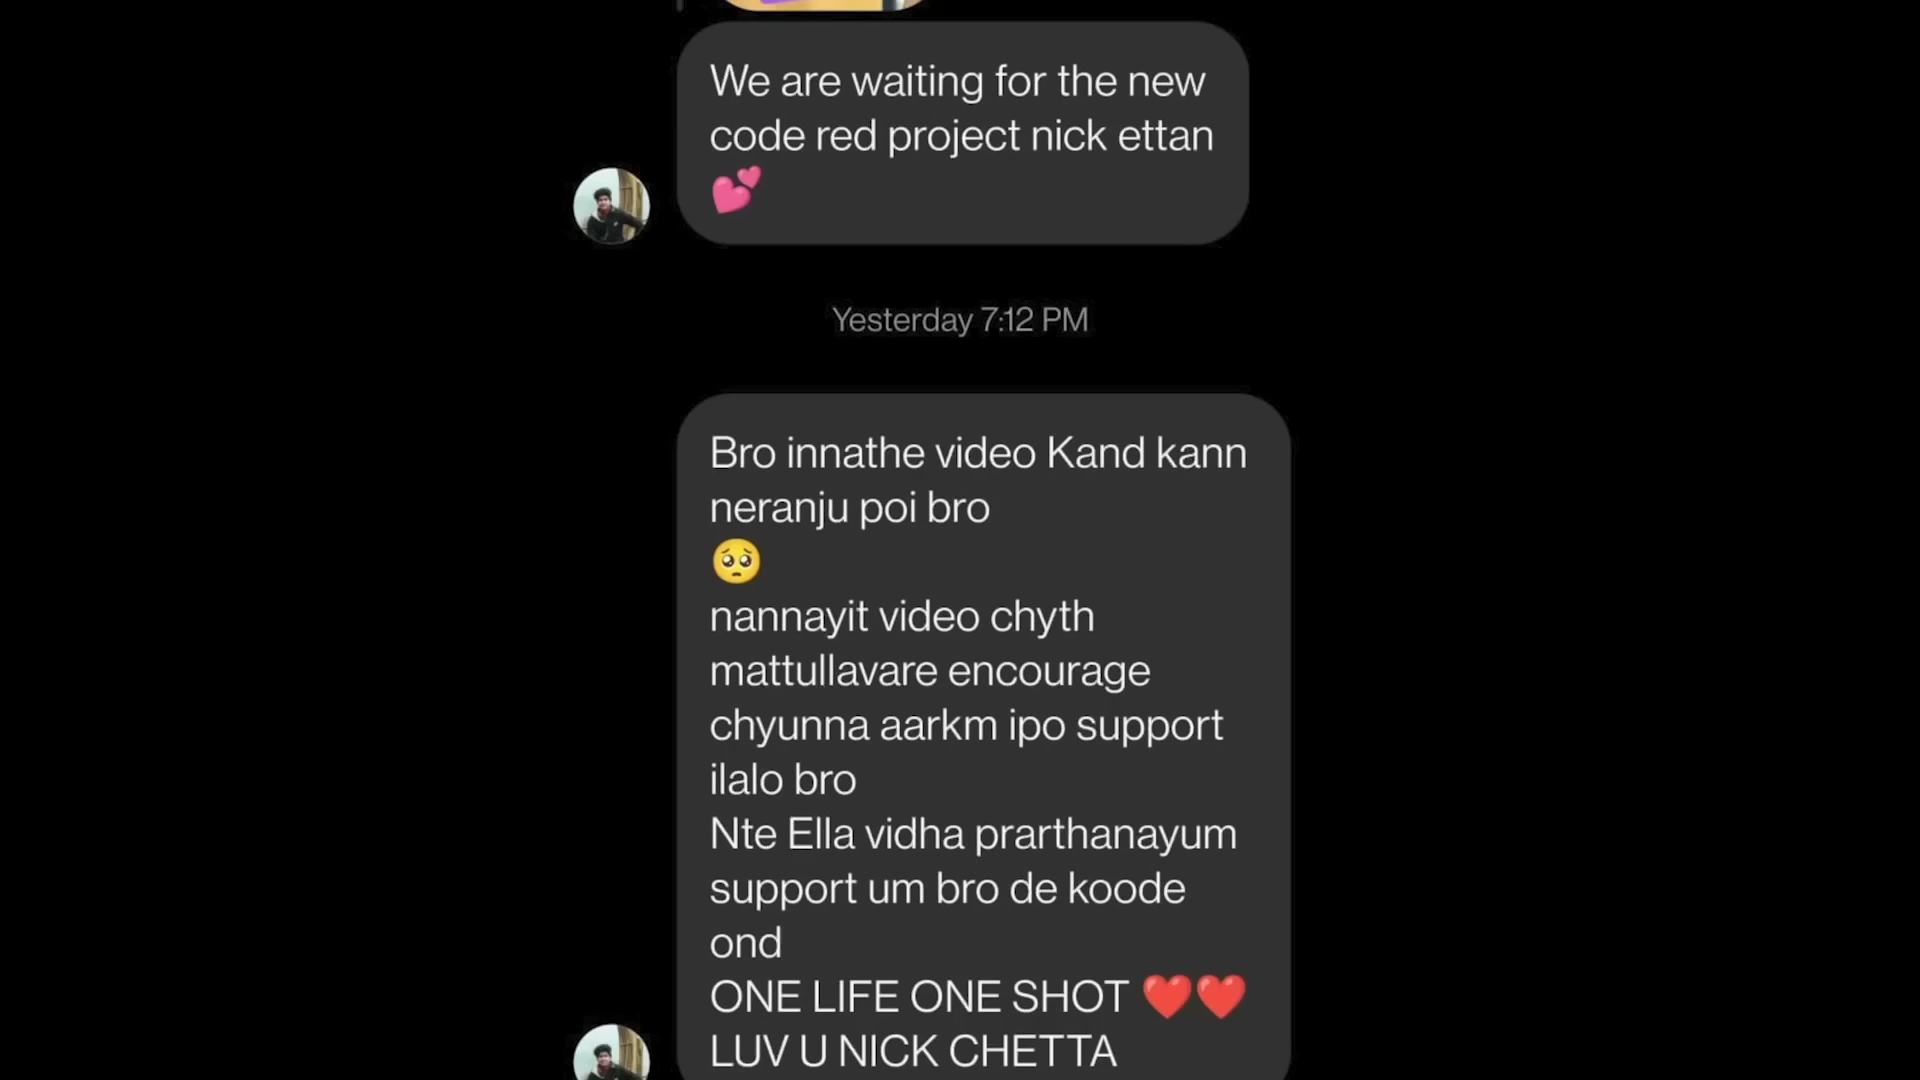 We are waiting for the new
code red project nick ettan
💕
Yesterday 7:12 PM
Bro innathe video Kand kann
neranju poi bro
🥺
nannayit video chyth
mattullavare encourage
chyunna aarkm ipo support
ilalo bro
Nte Ella vidha prarthanayum
support um bro de koode
ond
ONE LIFE ONE SHOT ❤️❤️
LUV U NICK CHETTA